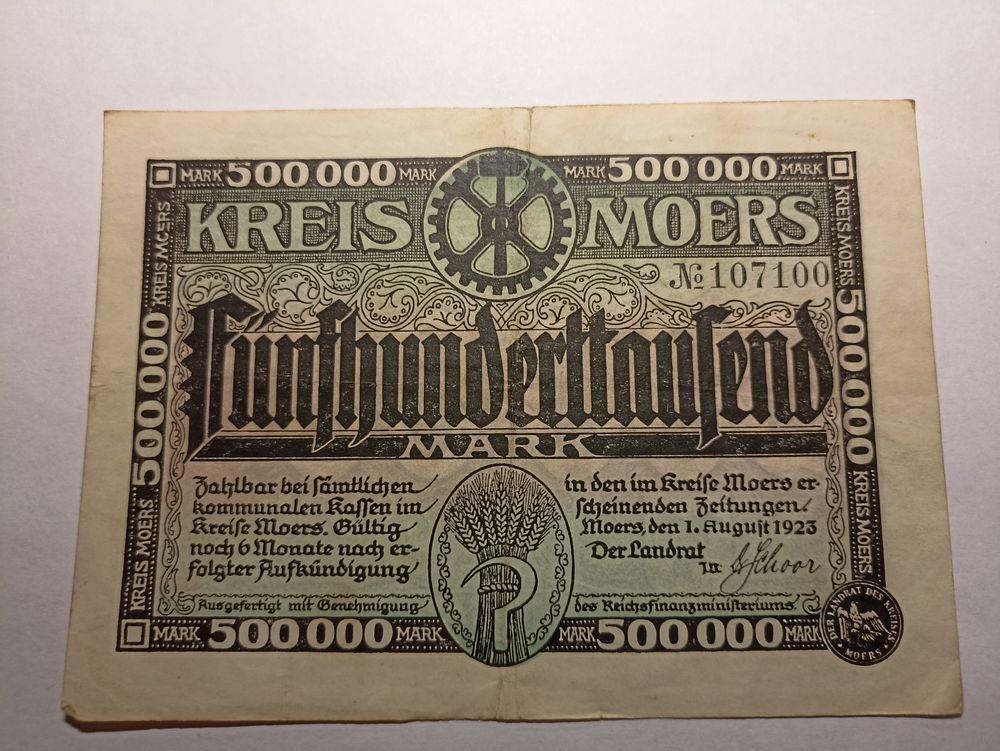 MARK 500 000 MARK MARK 500 000 MARK
KREIS MOERS
№ 107100
Fünfhunderttausend
MARK
Zahlbar bei sämtlichen
kommunalen Kassen im
Kreise Moers. Gültig
noch 6 Monate nach er-
folgter Aufkündigung
in den im Kreise Moers er-
scheinenden Zeitungen.
Moers, den 1. August 1923
Der Landrat
I.V. Schoor
Ausgefertigt mit Genehmigung des Reichsfinanzministeriums.
MARK 500 000 MARK MARK 500 000 MARK
KREIS MOERS 500 000 KREIS MOERS
KREIS MOERS 500 000 KREIS MOERS
DER LANDRAT DES KREISES
MOERS